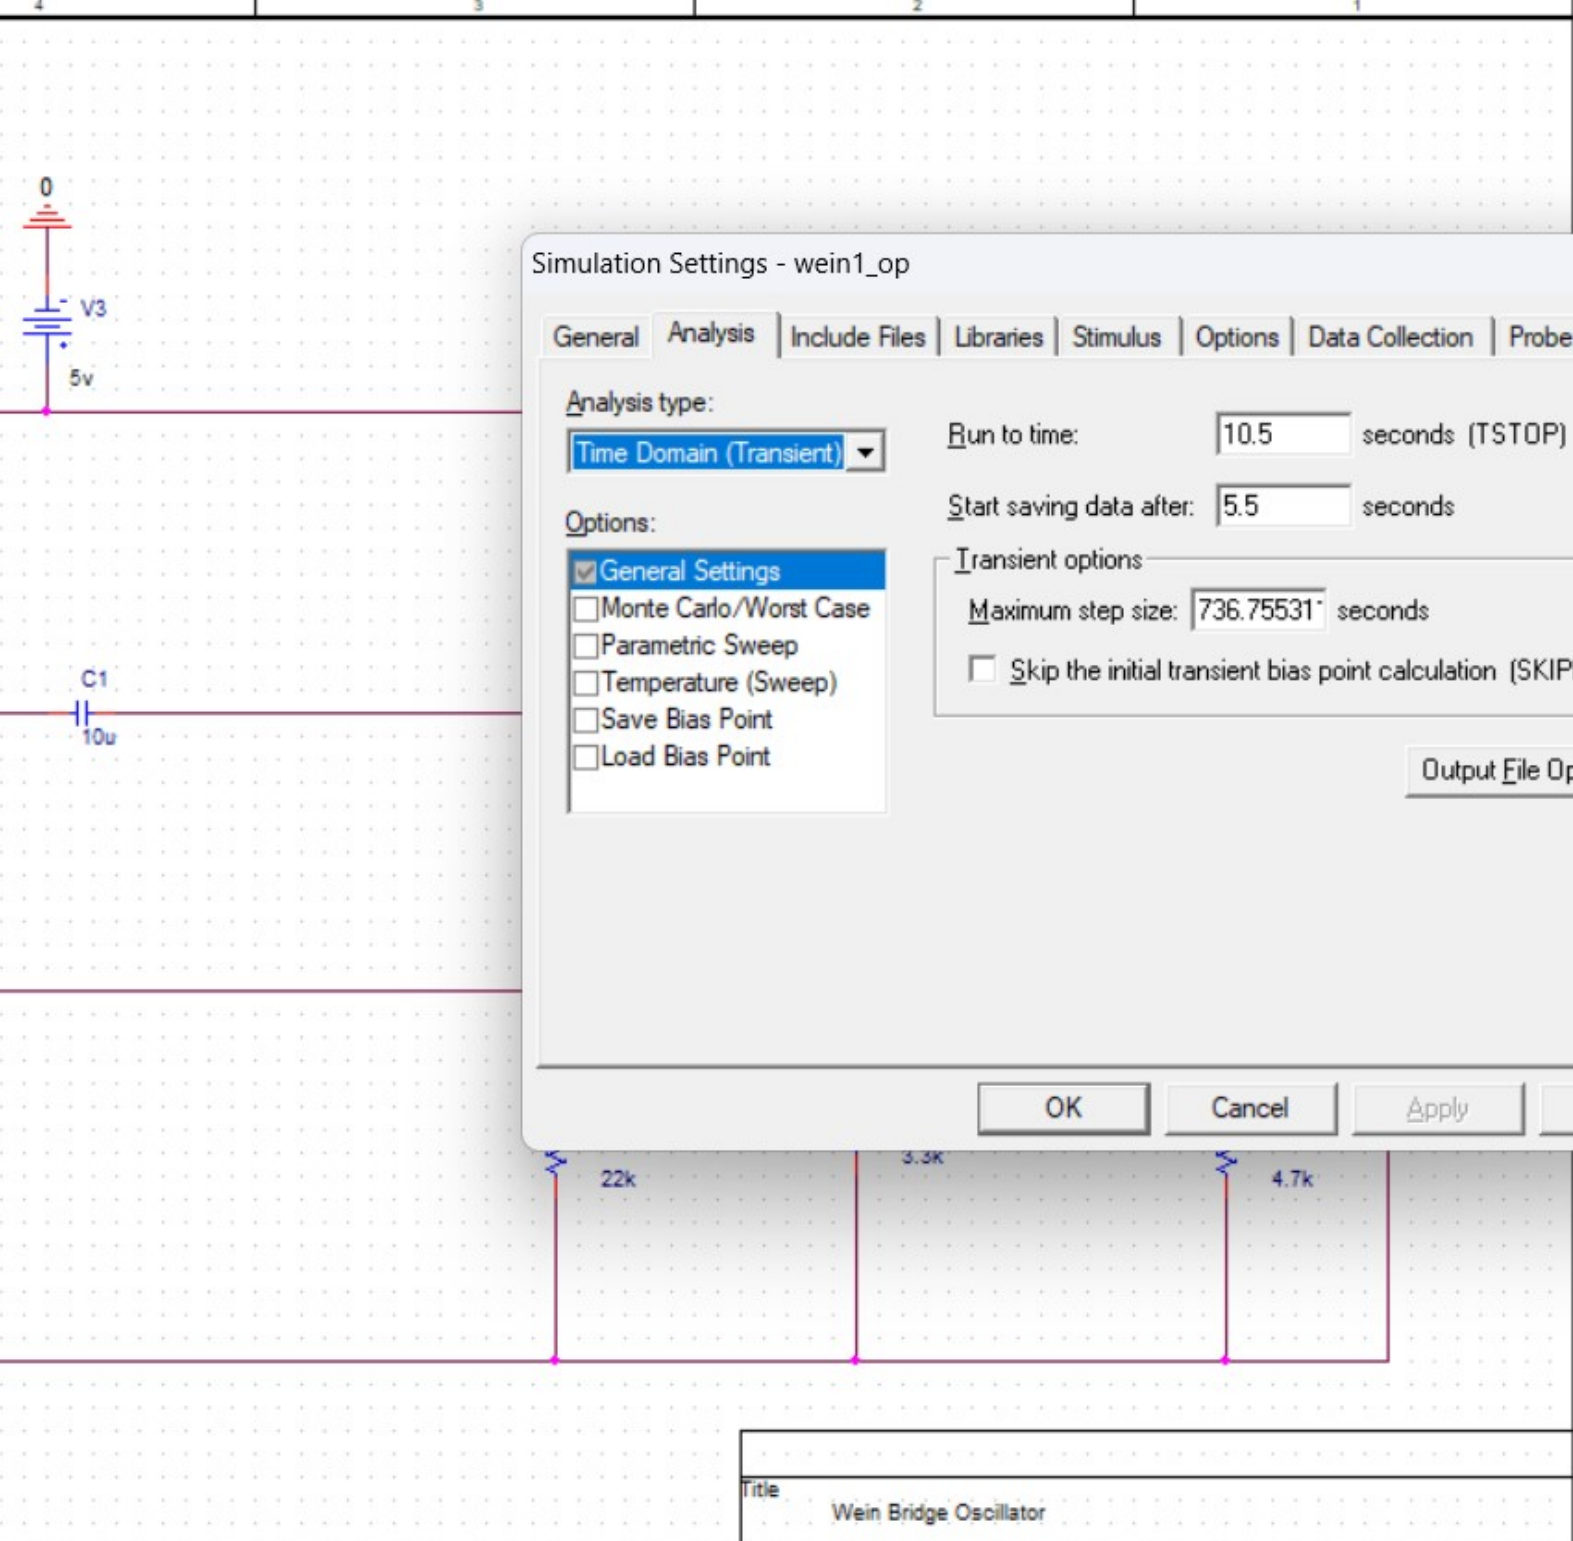 4 3 2 1
0
V3
5v
Simulation Settings - wein1_op
General Analysis Include Files Libraries Stimulus Options Data Collection Probe
Analysis type:
Time Domain (Transient)
Run to time: 10.5 seconds (TSTOP)
Start saving data after: 5.5 seconds
Options:
General Settings
Monte Carlo/Worst Case
Parametric Sweep
Temperature (Sweep)
Save Bias Point
Load Bias Point
Transient options
Maximum step size: 736.75531 seconds
Skip the initial transient bias point calculation (SKIP
Output File Op
C1
10u
OK Cancel Apply
22k 3.3k 4.7k
Title
Wein Bridge Oscillator